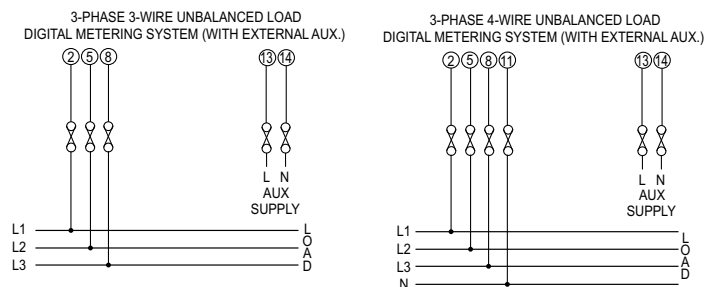 3-PHASE 3-WIRE UNBALANCED LOAD
DIGITAL METERING SYSTEM (WITH EXTERNAL AUX.)
2 5 8 13 14
L N
AUX
SUPPLY
L1
L2
L3
LOAD
3-PHASE 4-WIRE UNBALANCED LOAD
DIGITAL METERING SYSTEM (WITH EXTERNAL AUX.)
2 5 8 11 13 14
L N
AUX
SUPPLY
L1
L2
L3
N
LOAD